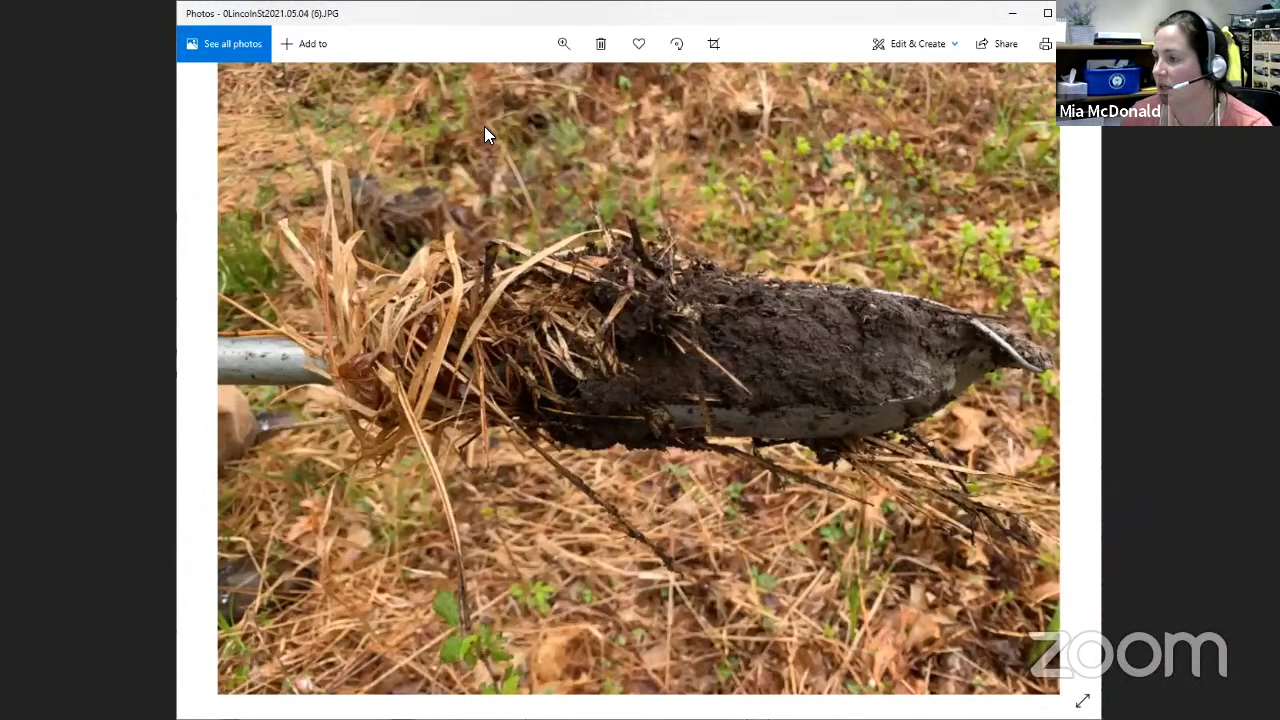 Photos - 0LincolnSt2021.05.04 (6).JPG
See all photos
Add to
Edit & Create
Share
Mia McDonald
zoom